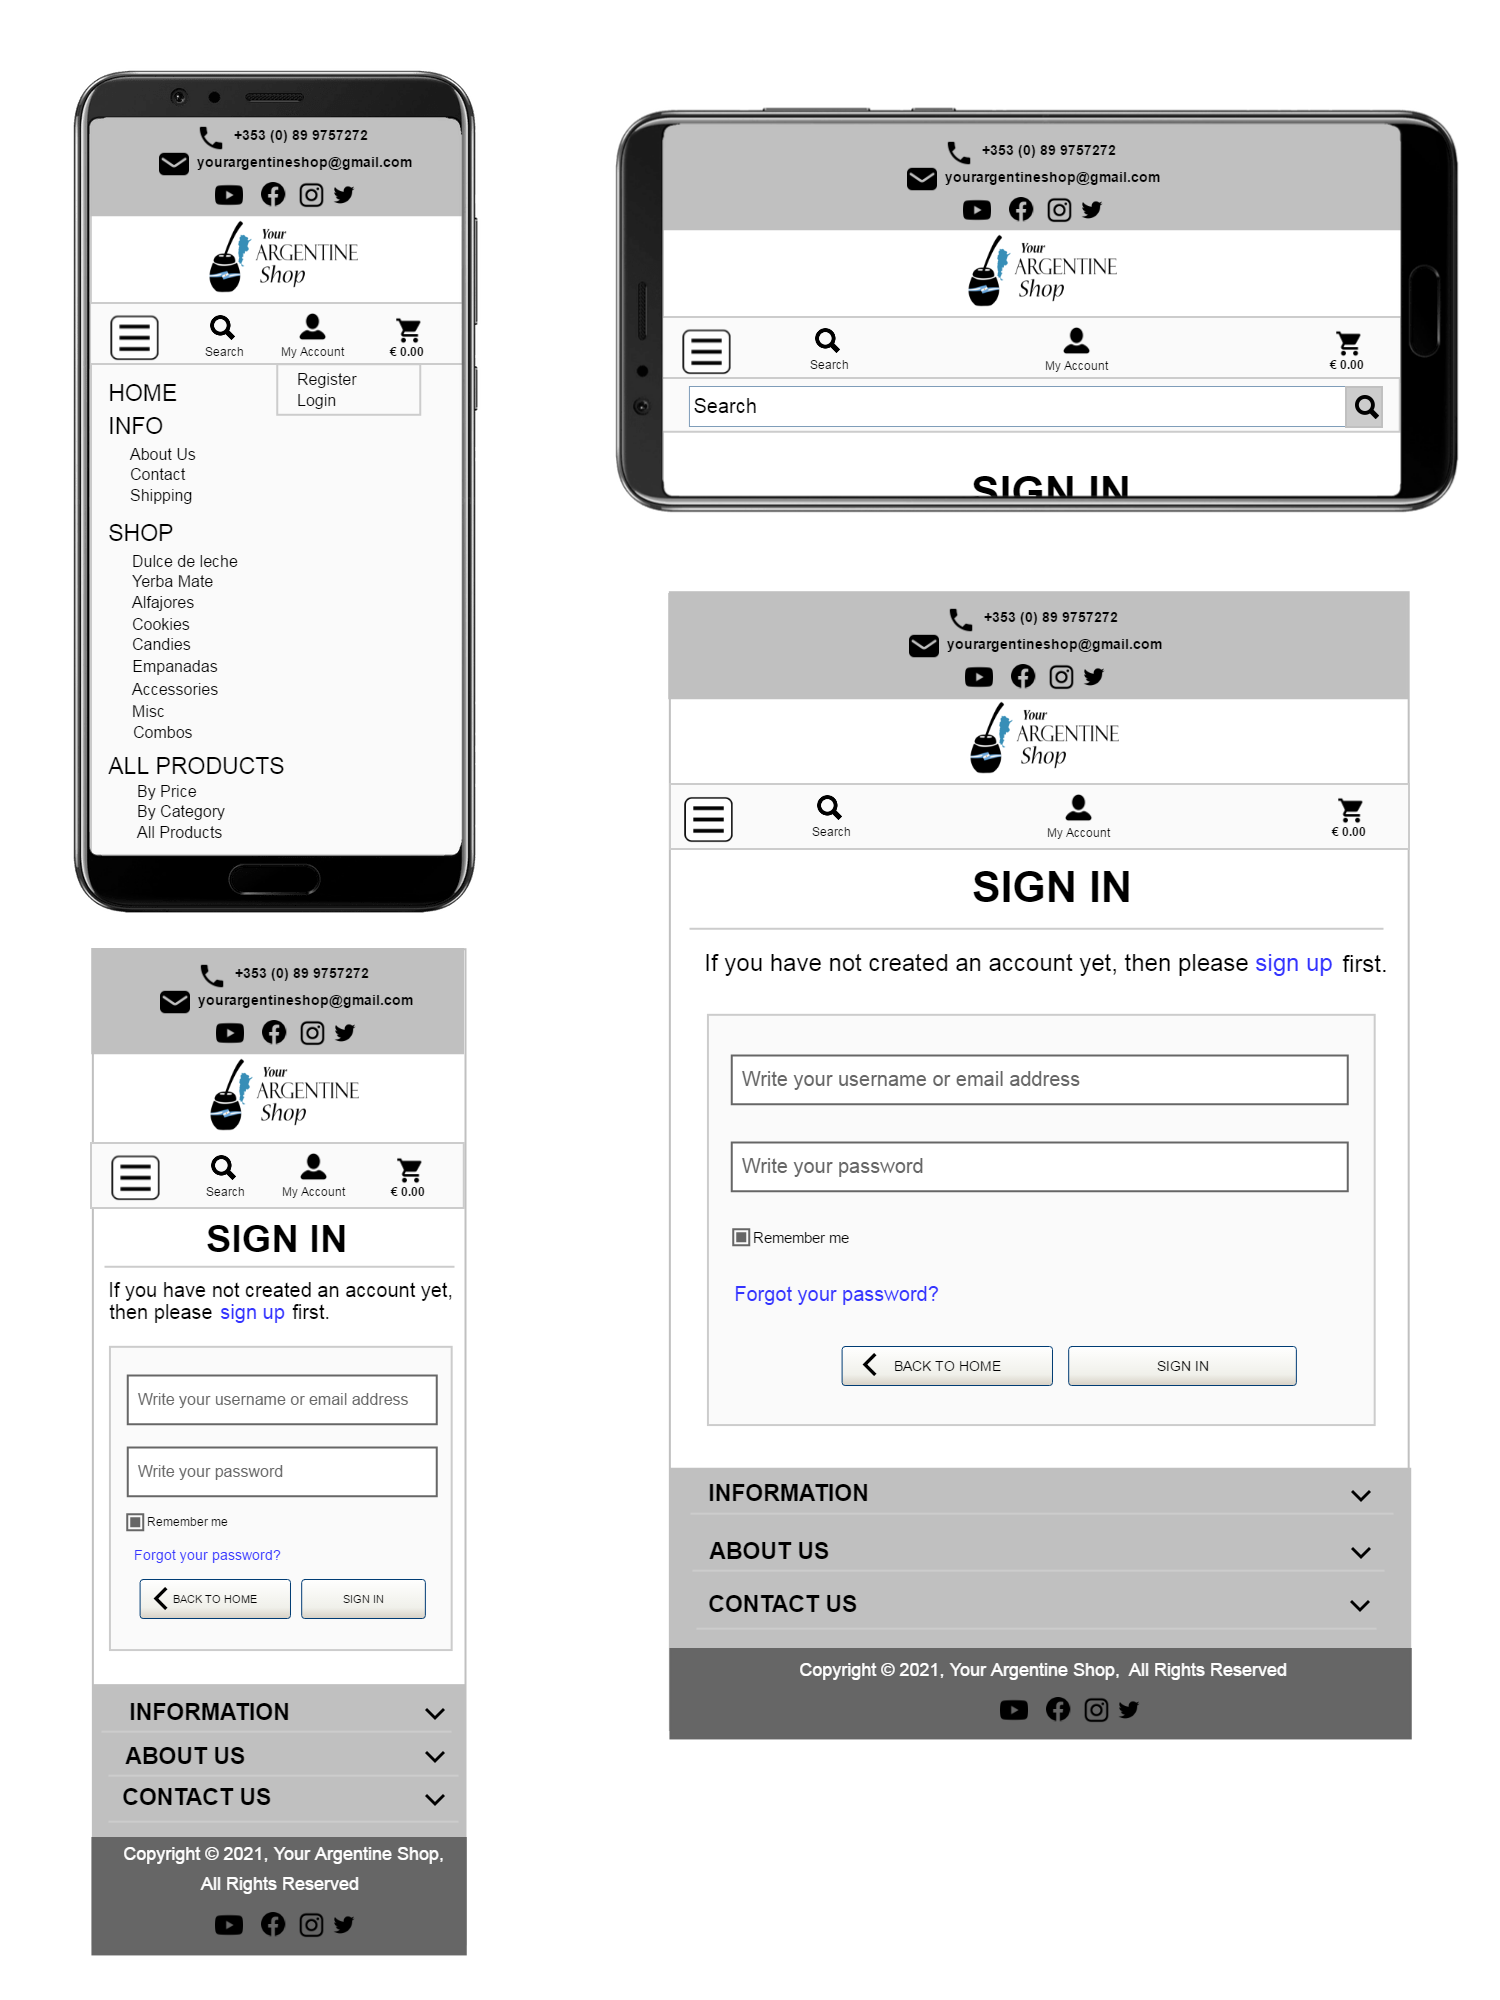 +353 (0) 89 9757272
yourargentineshop@gmail.com
Your
ARGENTINE
Shop
Search
My Account
€ 0.00
Register
Login
HOME
INFO
About Us
Contact
Shipping
SHOP
Dulce de leche
Yerba Mate
Alfajores
Cookies
Candies
Empanadas
Accessories
Misc
Combos
ALL PRODUCTS
By Price
By Category
All Products
+353 (0) 89 9757272
yourargentineshop@gmail.com
Your
ARGENTINE
Shop
Search
My Account
€ 0.00
Search
SIGN IN
+353 (0) 89 9757272
yourargentineshop@gmail.com
Your
ARGENTINE
Shop
Search
My Account
€ 0.00
SIGN IN
If you have not created an account yet,
then please sign up first.
Write your username or email address
Write your password
Remember me
Forgot your password?
BACK TO HOME
SIGN IN
INFORMATION
ABOUT US
CONTACT US
Copyright © 2021, Your Argentine Shop,
All Rights Reserved
+353 (0) 89 9757272
yourargentineshop@gmail.com
Your
ARGENTINE
Shop
Search
My Account
€ 0.00
SIGN IN
If you have not created an account yet, then please sign up first.
Write your username or email address
Write your password
Remember me
Forgot your password?
BACK TO HOME
SIGN IN
INFORMATION
ABOUT US
CONTACT US
Copyright © 2021, Your Argentine Shop, All Rights Reserved